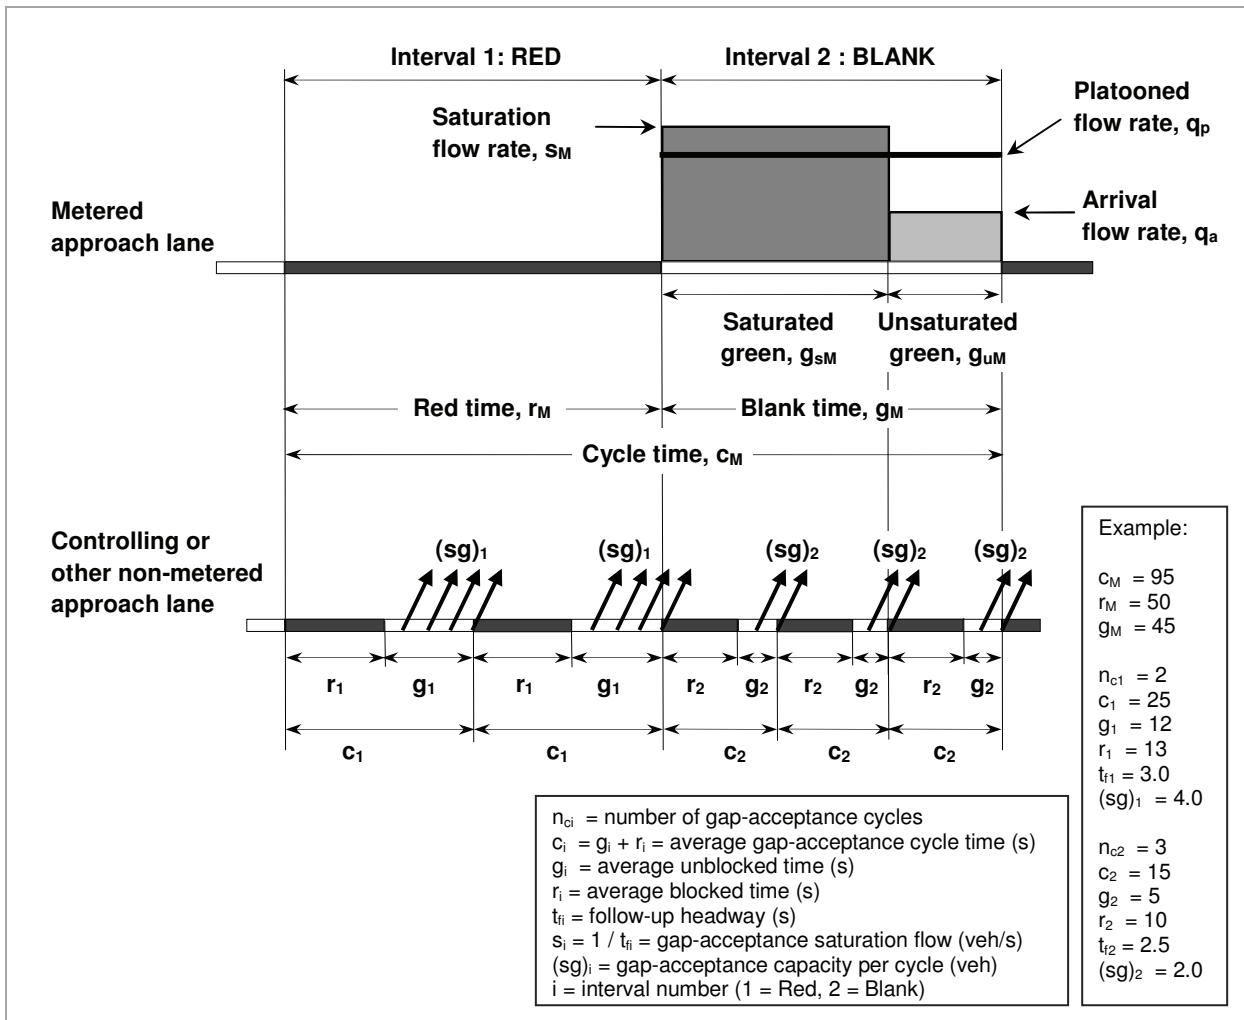 Interval 1: RED
Interval 2 : BLANK
Saturation
flow rate, sM
Platooned
flow rate, qp
Metered
approach lane
Arrival
flow rate, qa
Saturated
green, gsM
Unsaturated
green, guM
Red time, rM
Blank time, gM
Cycle time, cM
Controlling or
other non-metered
approach lane
(sg)1
(sg)1
(sg)2
(sg)2
(sg)2
r1
g1
r1
g1
r2
g2
r2
g2
r2
g2
c1
c1
c2
c2
c2
Example:
cM = 95
rM = 50
gM = 45
nc1 = 2
c1 = 25
g1 = 12
r1 = 13
tf1 = 3.0
(sg)1 = 4.0
nc2 = 3
c2 = 15
g2 = 5
r2 = 10
tf2 = 2.5
(sg)2 = 2.0
nci = number of gap-acceptance cycles
ci = gi + ri = average gap-acceptance cycle time (s)
gi = average unblocked time (s)
ri = average blocked time (s)
tfi = follow-up headway (s)
si = 1 / tfi = gap-acceptance saturation flow (veh/s)
(sg)i = gap-acceptance capacity per cycle (veh)
i = interval number (1 = Red, 2 = Blank)